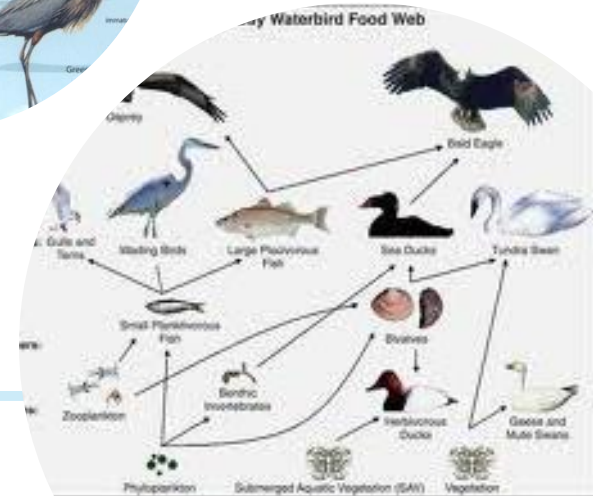 Waterbird Food Web
Osprey
Bald Eagle
Gulls and
Terns
Wading Birds
Large Piscivorous
Fish
Sea Ducks
Tundra Swan
Small Planktivorous
Fish
Bivalves
Zooplankton
Benthic
Invertebrates
Herbivorous
Ducks
Geese and
Mute Swans
Phytoplankton
Submerged Aquatic Vegetation (SAV)
Vegetation